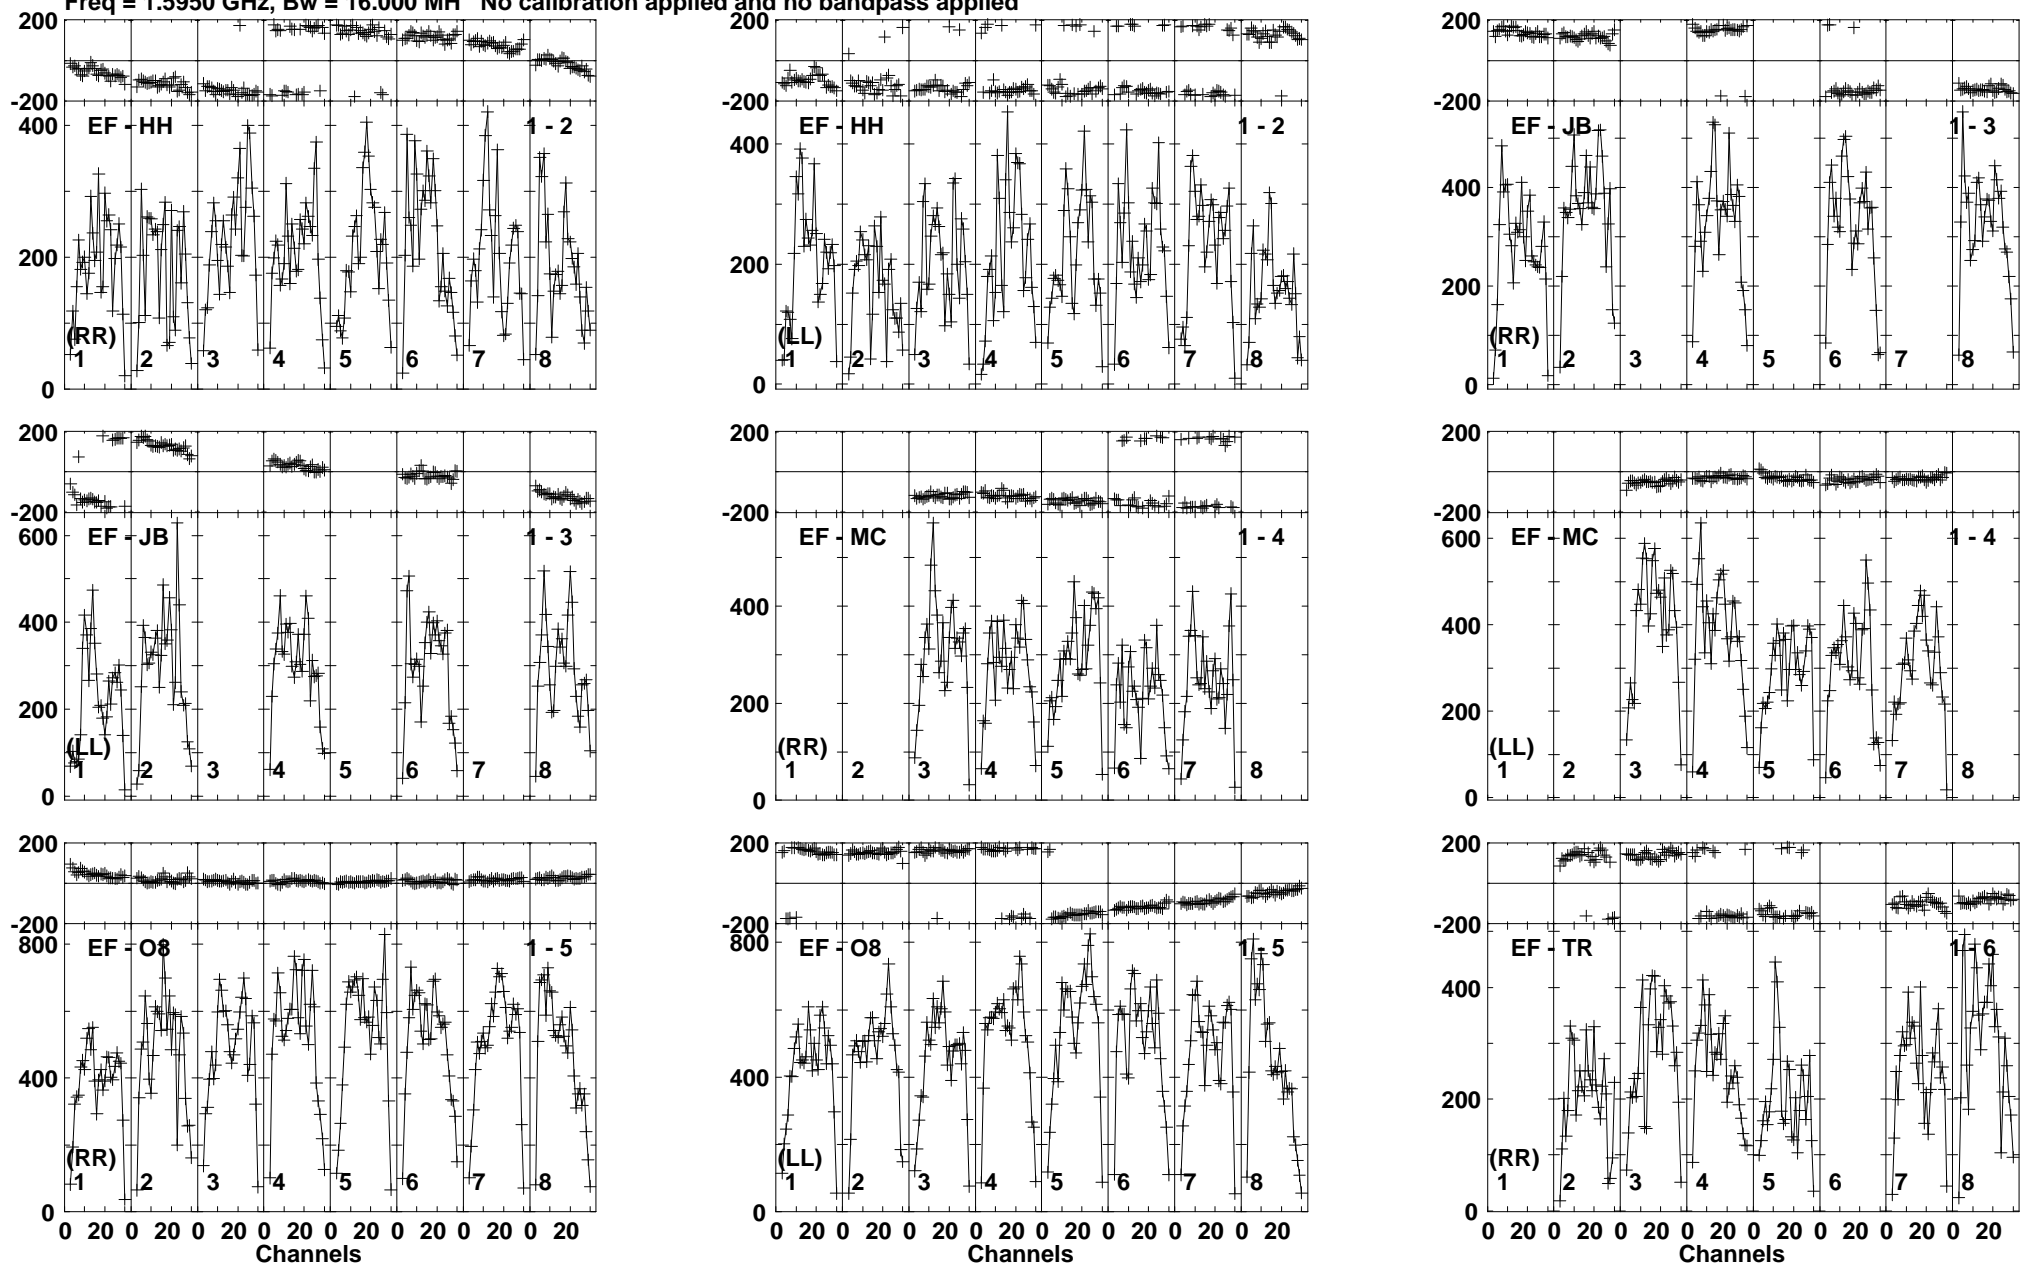 Freq = 1.5950 GHz, Bw = 16.000 MH No calibration applied and no bandpass applied
200 200 200
-200 -200 -200
EF - HH 1 - 2 EF - HH 1 - 2 EF - JB 1 - 3
400 400 400
200 200 200
(RR) (LL) (RR)
1 2 3 4 5 6 7 8 1 2 3 4 5 6 7 8 1 2 3 4 5 6 7 8
0 0 0
200 200 200
-200 -200 -200
EF - JB 1 - 3 EF - MC 1 - 4 EF - MC 1 - 4
600 600
400 400 400
200 200 200
(LL) (RR) (LL)
1 2 3 4 5 6 7 8 1 2 3 4 5 6 7 8 1 2 3 4 5 6 7 8
0 0 0
200 200 200
-200 -200 -200
EF - O8 1 - 5 EF - O8 1 - 5 EF - TR 1 - 6
800 800
400 400 400
200
(RR) (LL) (RR)
1 2 3 4 5 6 7 8 1 2 3 4 5 6 7 8 1 2 3 4 5 6 7 8
0 0 0
0 20 0 20 0 20 0 20 0 20 0 20 0 20 0 20 0 20 0 20 0 20 0 20 0 20 0 20 0 20 0 20 0 20 0 20 0 20 0 20 0 20 0 20 0 20 0 20
Channels Channels Channels